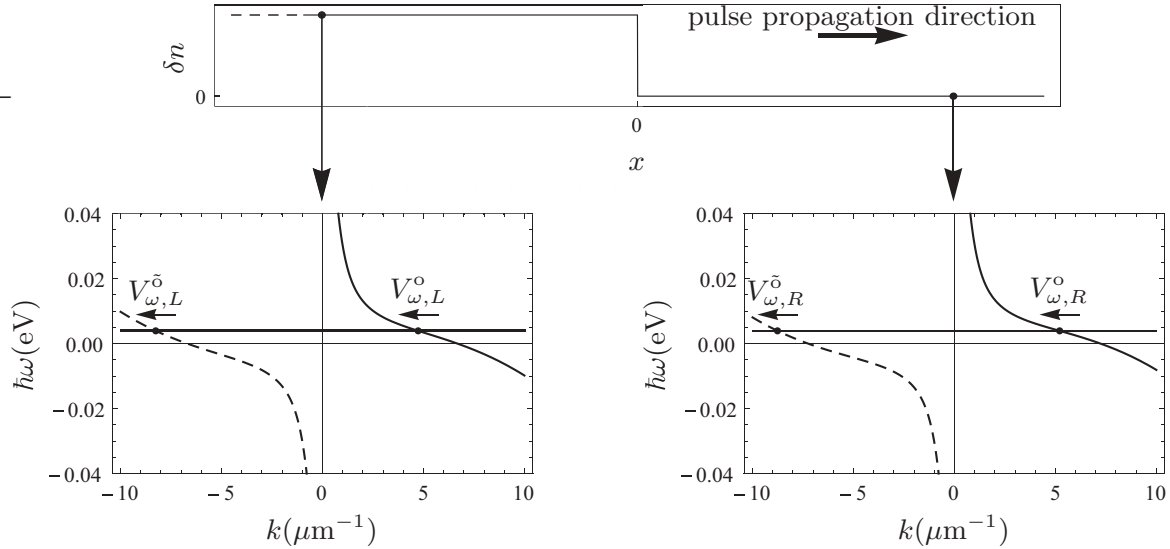 pulse propagation direction
δn
0
0
x
0.04
0.02
0.00
−0.02
−0.04
ħω(eV)
V^õ_{ω,L}
V^o_{ω,L}
−10
−5
0
5
10
k(μm⁻¹)
0.04
0.02
0.00
−0.02
−0.04
ħω(eV)
V^õ_{ω,R}
V^o_{ω,R}
−10
−5
0
5
10
k(μm⁻¹)